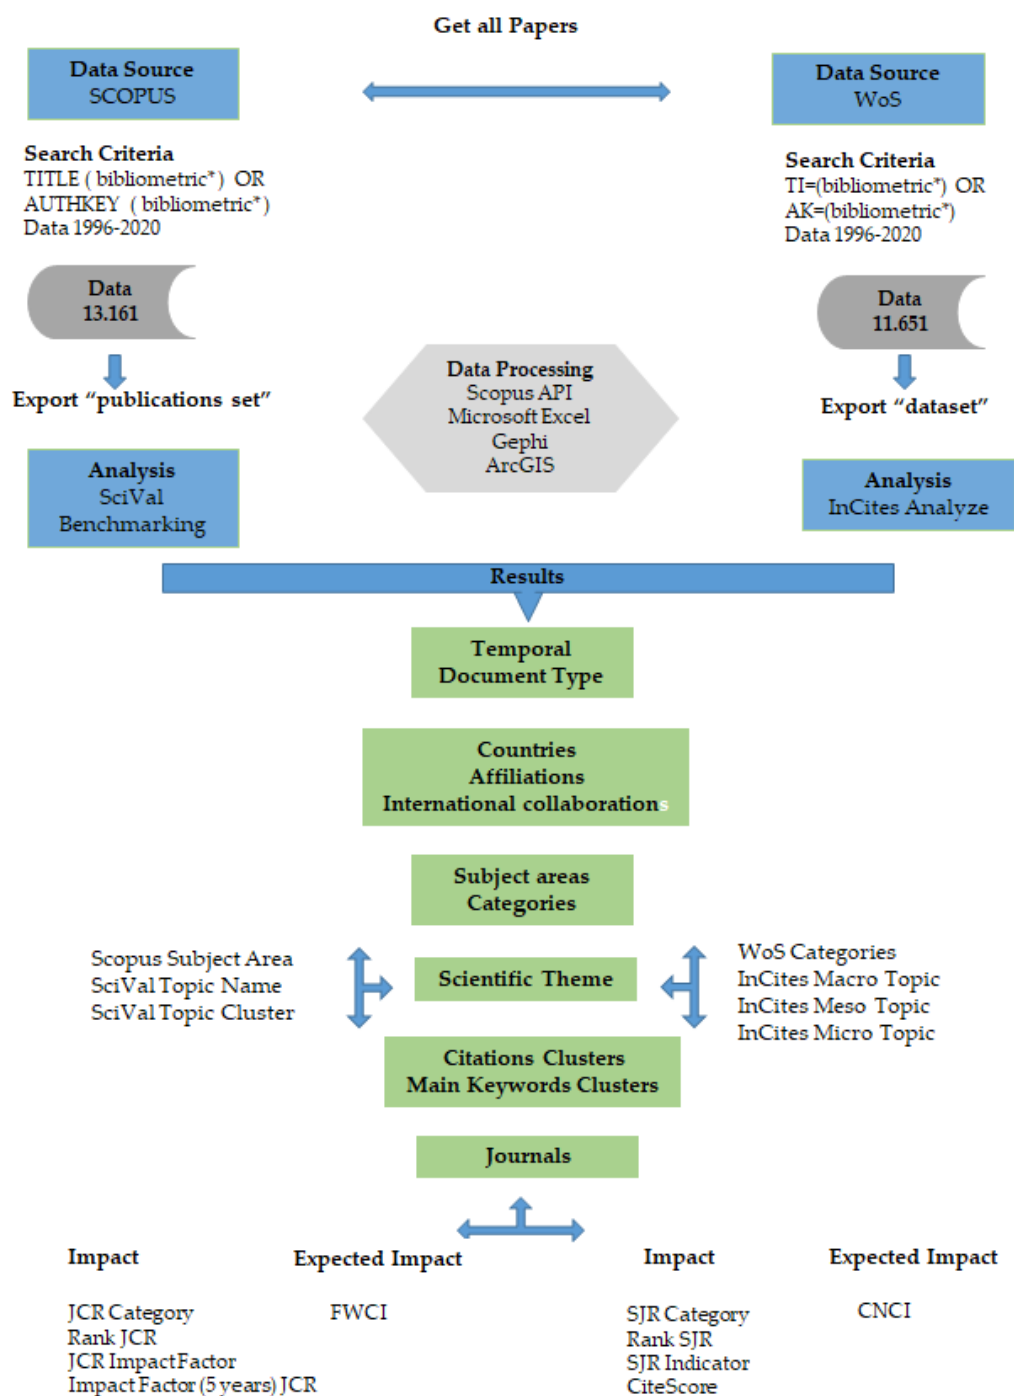 Get all Papers
Data Source
SCOPUS
Data Source
WoS
Search Criteria
TITLE ( bibliometric* ) OR
AUTHKEY ( bibliometric* )
Data 1996-2020
Search Criteria
TI=(bibliometric*) OR
AK=(bibliometric*)
Data 1996-2020
Data
13.161
Data
11.651
Export “publications set”
Data Processing
Scopus API
Microsoft Excel
Gephi
ArcGIS
Export “dataset”
Analysis
SciVal
Benchmarking
Analysis
InCites Analyze
Results
Temporal
Document Type
Countries
Affiliations
International collaborations
Subject areas
Categories
Scopus Subject Area
SciVal Topic Name
SciVal Topic Cluster
Scientific Theme
WoS Categories
InCites Macro Topic
InCites Meso Topic
InCites Micro Topic
Citations Clusters
Main Keywords Clusters
Journals
Impact
JCR Category
Rank JCR
JCR Impact Factor
Impact Factor (5 years) JCR
Expected Impact
FWCI
Impact
SJR Category
Rank SJR
SJR Indicator
CiteScore
Expected Impact
CNCI